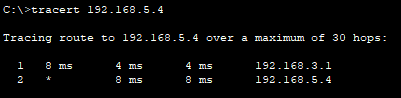 C:\>tracert 192.168.5.4
Tracing route to 192.168.5.4 over a maximum of 30 hops:
1 8 ms 4 ms 4 ms 192.168.3.1
2 * 8 ms 8 ms 192.168.5.4